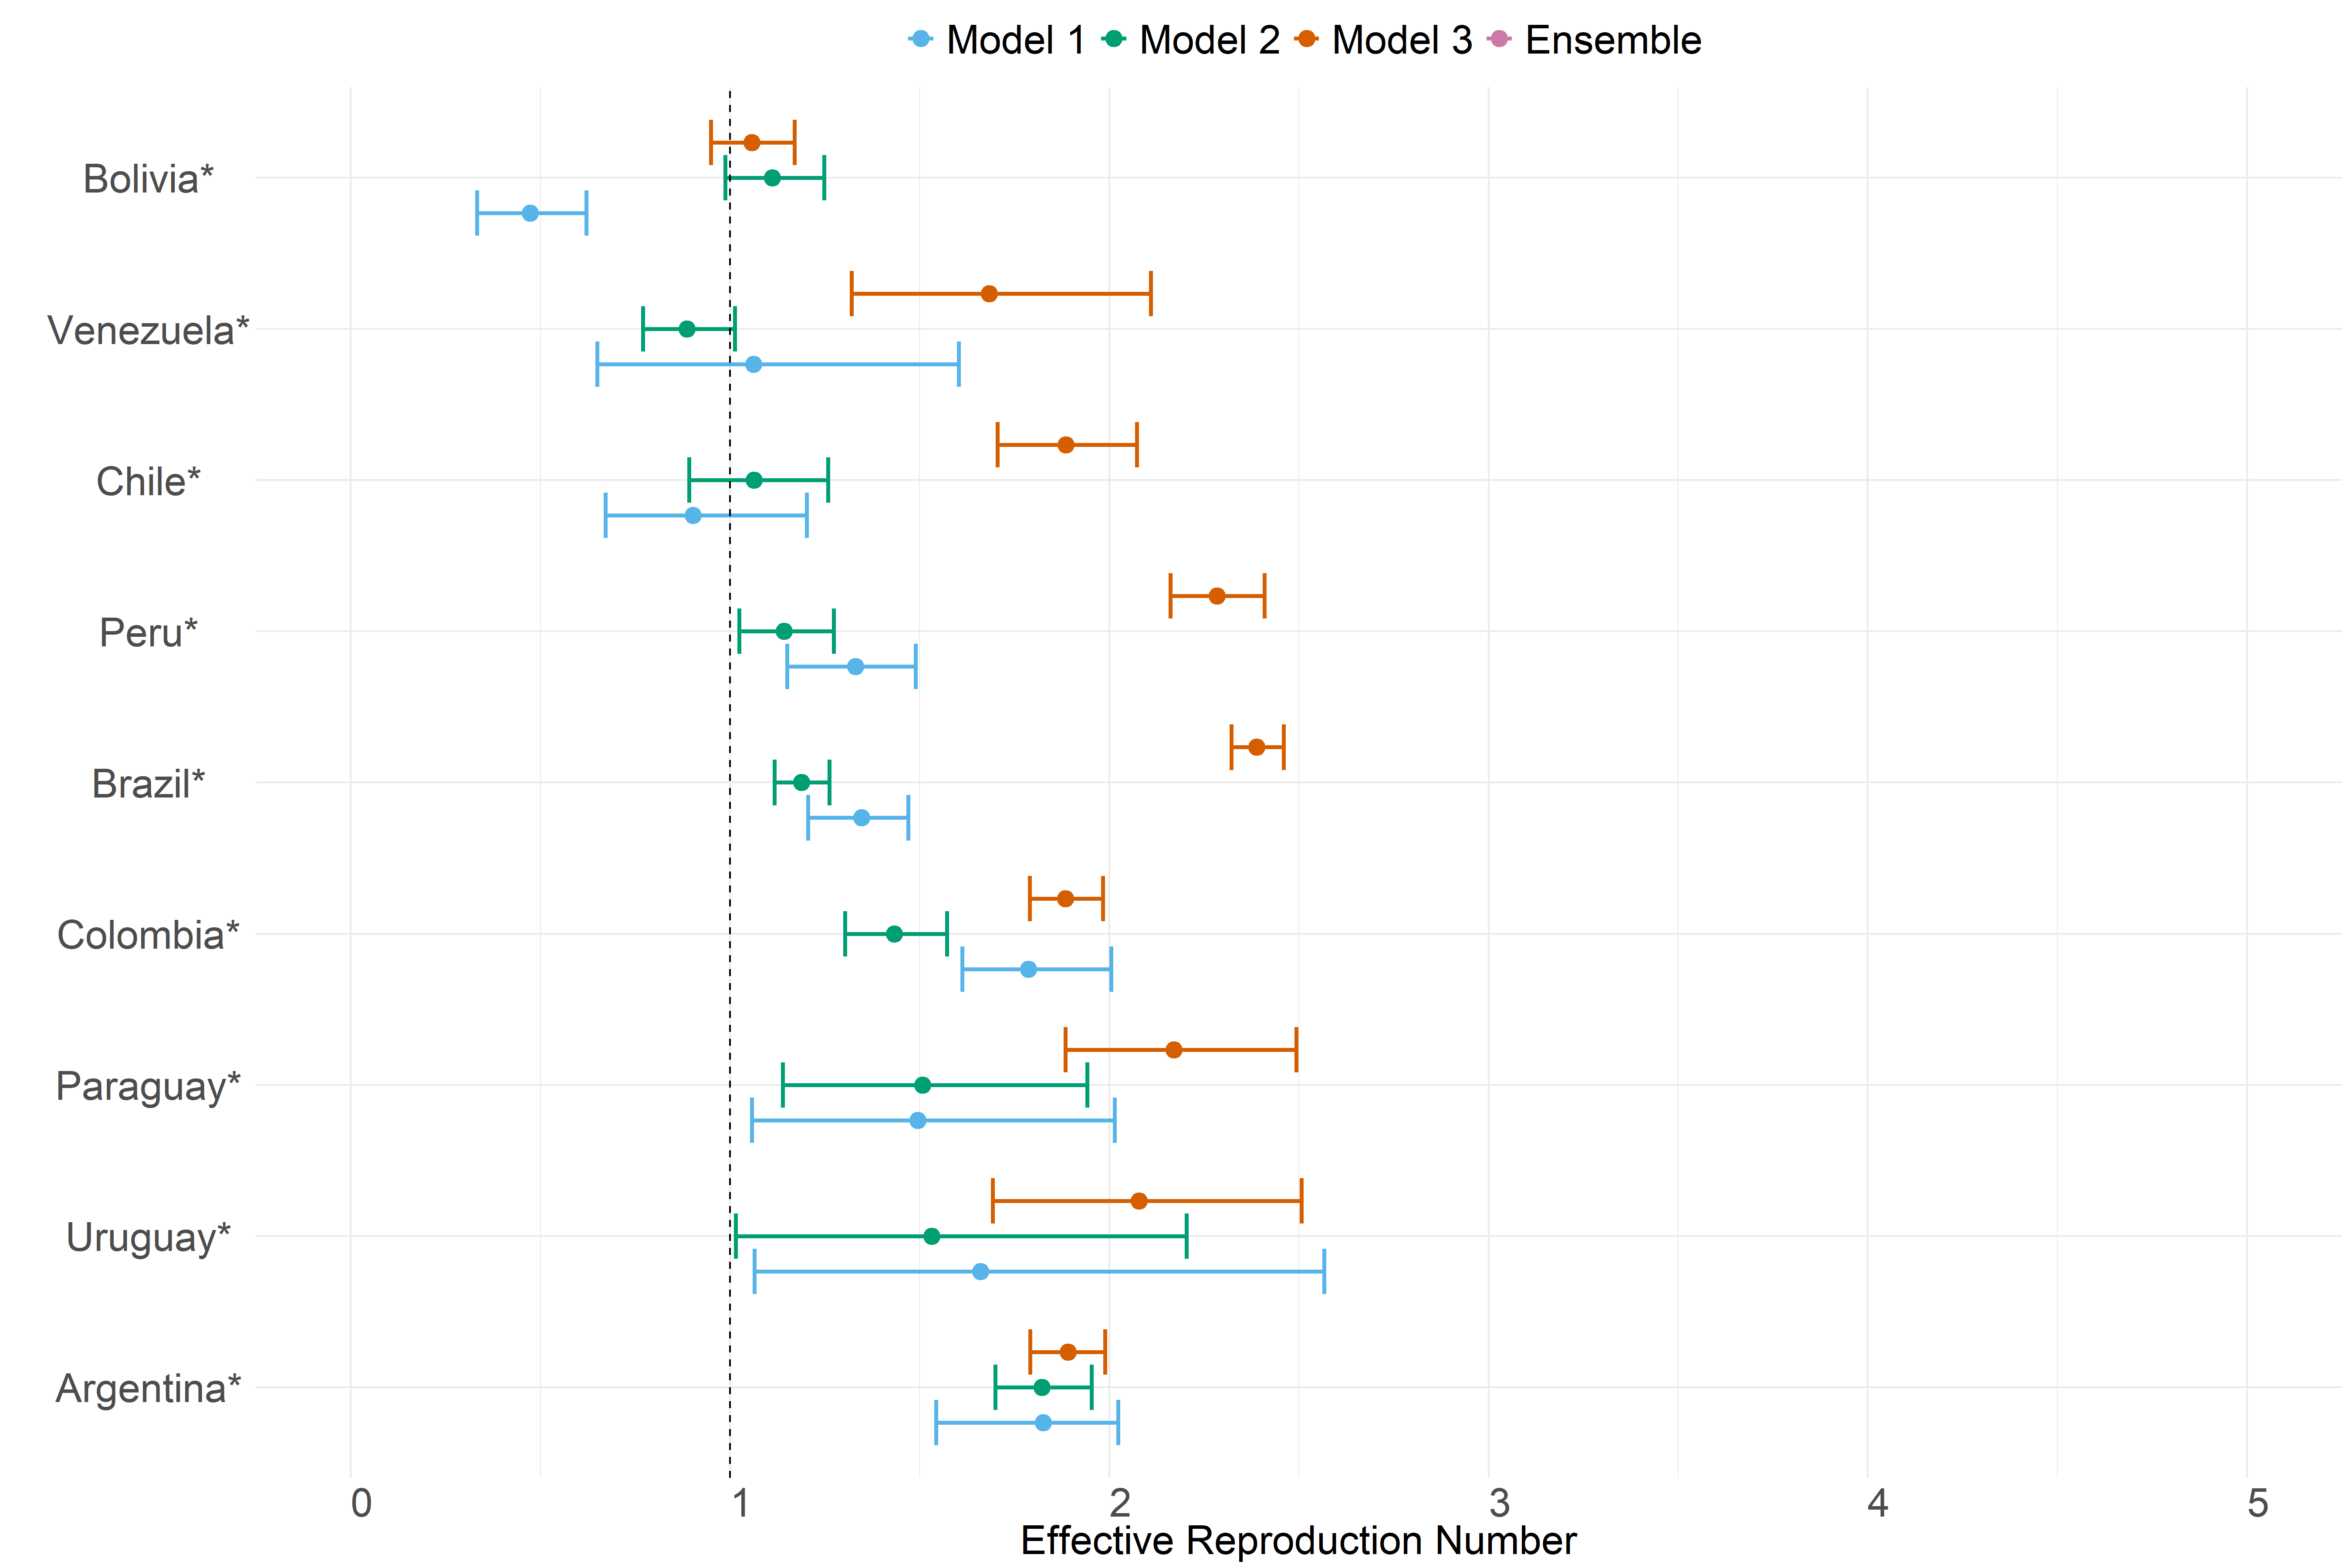 Model 1 Model 2 Model 3 Ensemble
Bolivia*
Venezuela*
Chile*
Peru*
Brazil*
Colombia*
Paraguay*
Uruguay*
Argentina*
0 1 2 3 4 5
Effective Reproduction Number